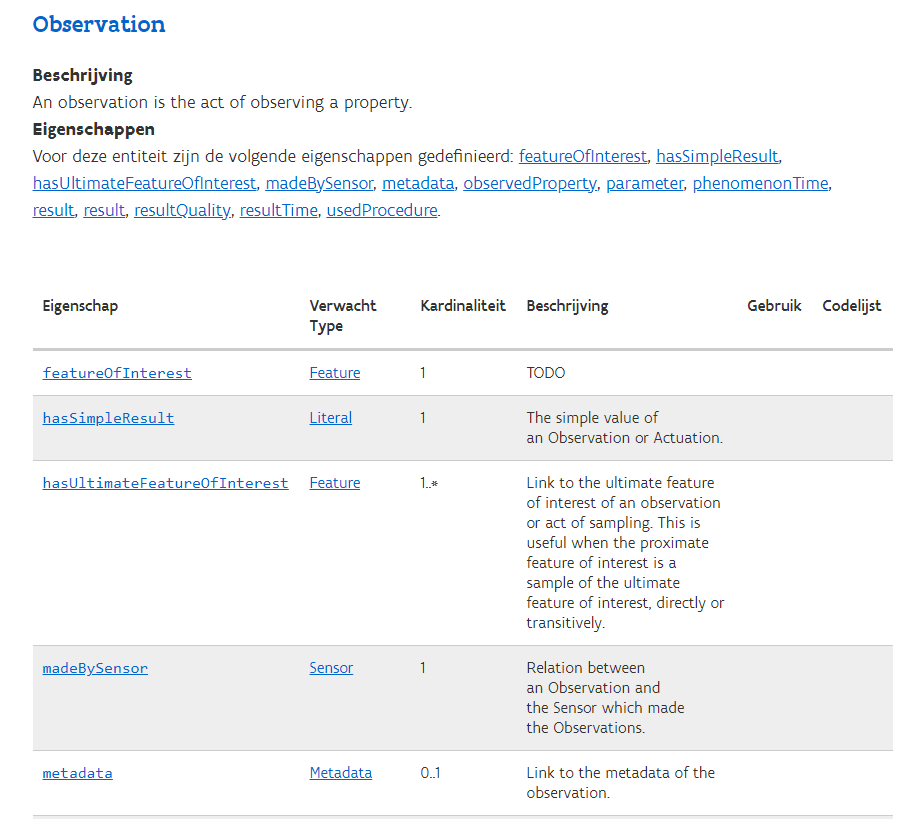 Observation
Beschrijving
An observation is the act of observing a property.
Eigenschappen
Voor deze entiteit zijn de volgende eigenschappen gedefinieerd: featureOfInterest, hasSimpleResult,
hasUltimateFeatureOfInterest, madeBySensor, metadata, observedProperty, parameter, phenomenonTime,
result, result, resultQuality, resultTime, usedProcedure.
Eigenschap Verwacht Type Kardinaliteit Beschrijving Gebruik Codelijst
featureOfInterest Feature 1 TODO
hasSimpleResult Literal 1 The simple value of
an Observation or Actuation.
hasUltimateFeatureOfInterest Feature 1..* Link to the ultimate feature
of interest of an observation
or act of sampling. This is
useful when the proximate
feature of interest is a
sample of the ultimate
feature of interest, directly or
transitively.
madeBySensor Sensor 1 Relation between
an Observation and
the Sensor which made
the Observations.
metadata Metadata 0..1 Link to the metadata of the
observation.